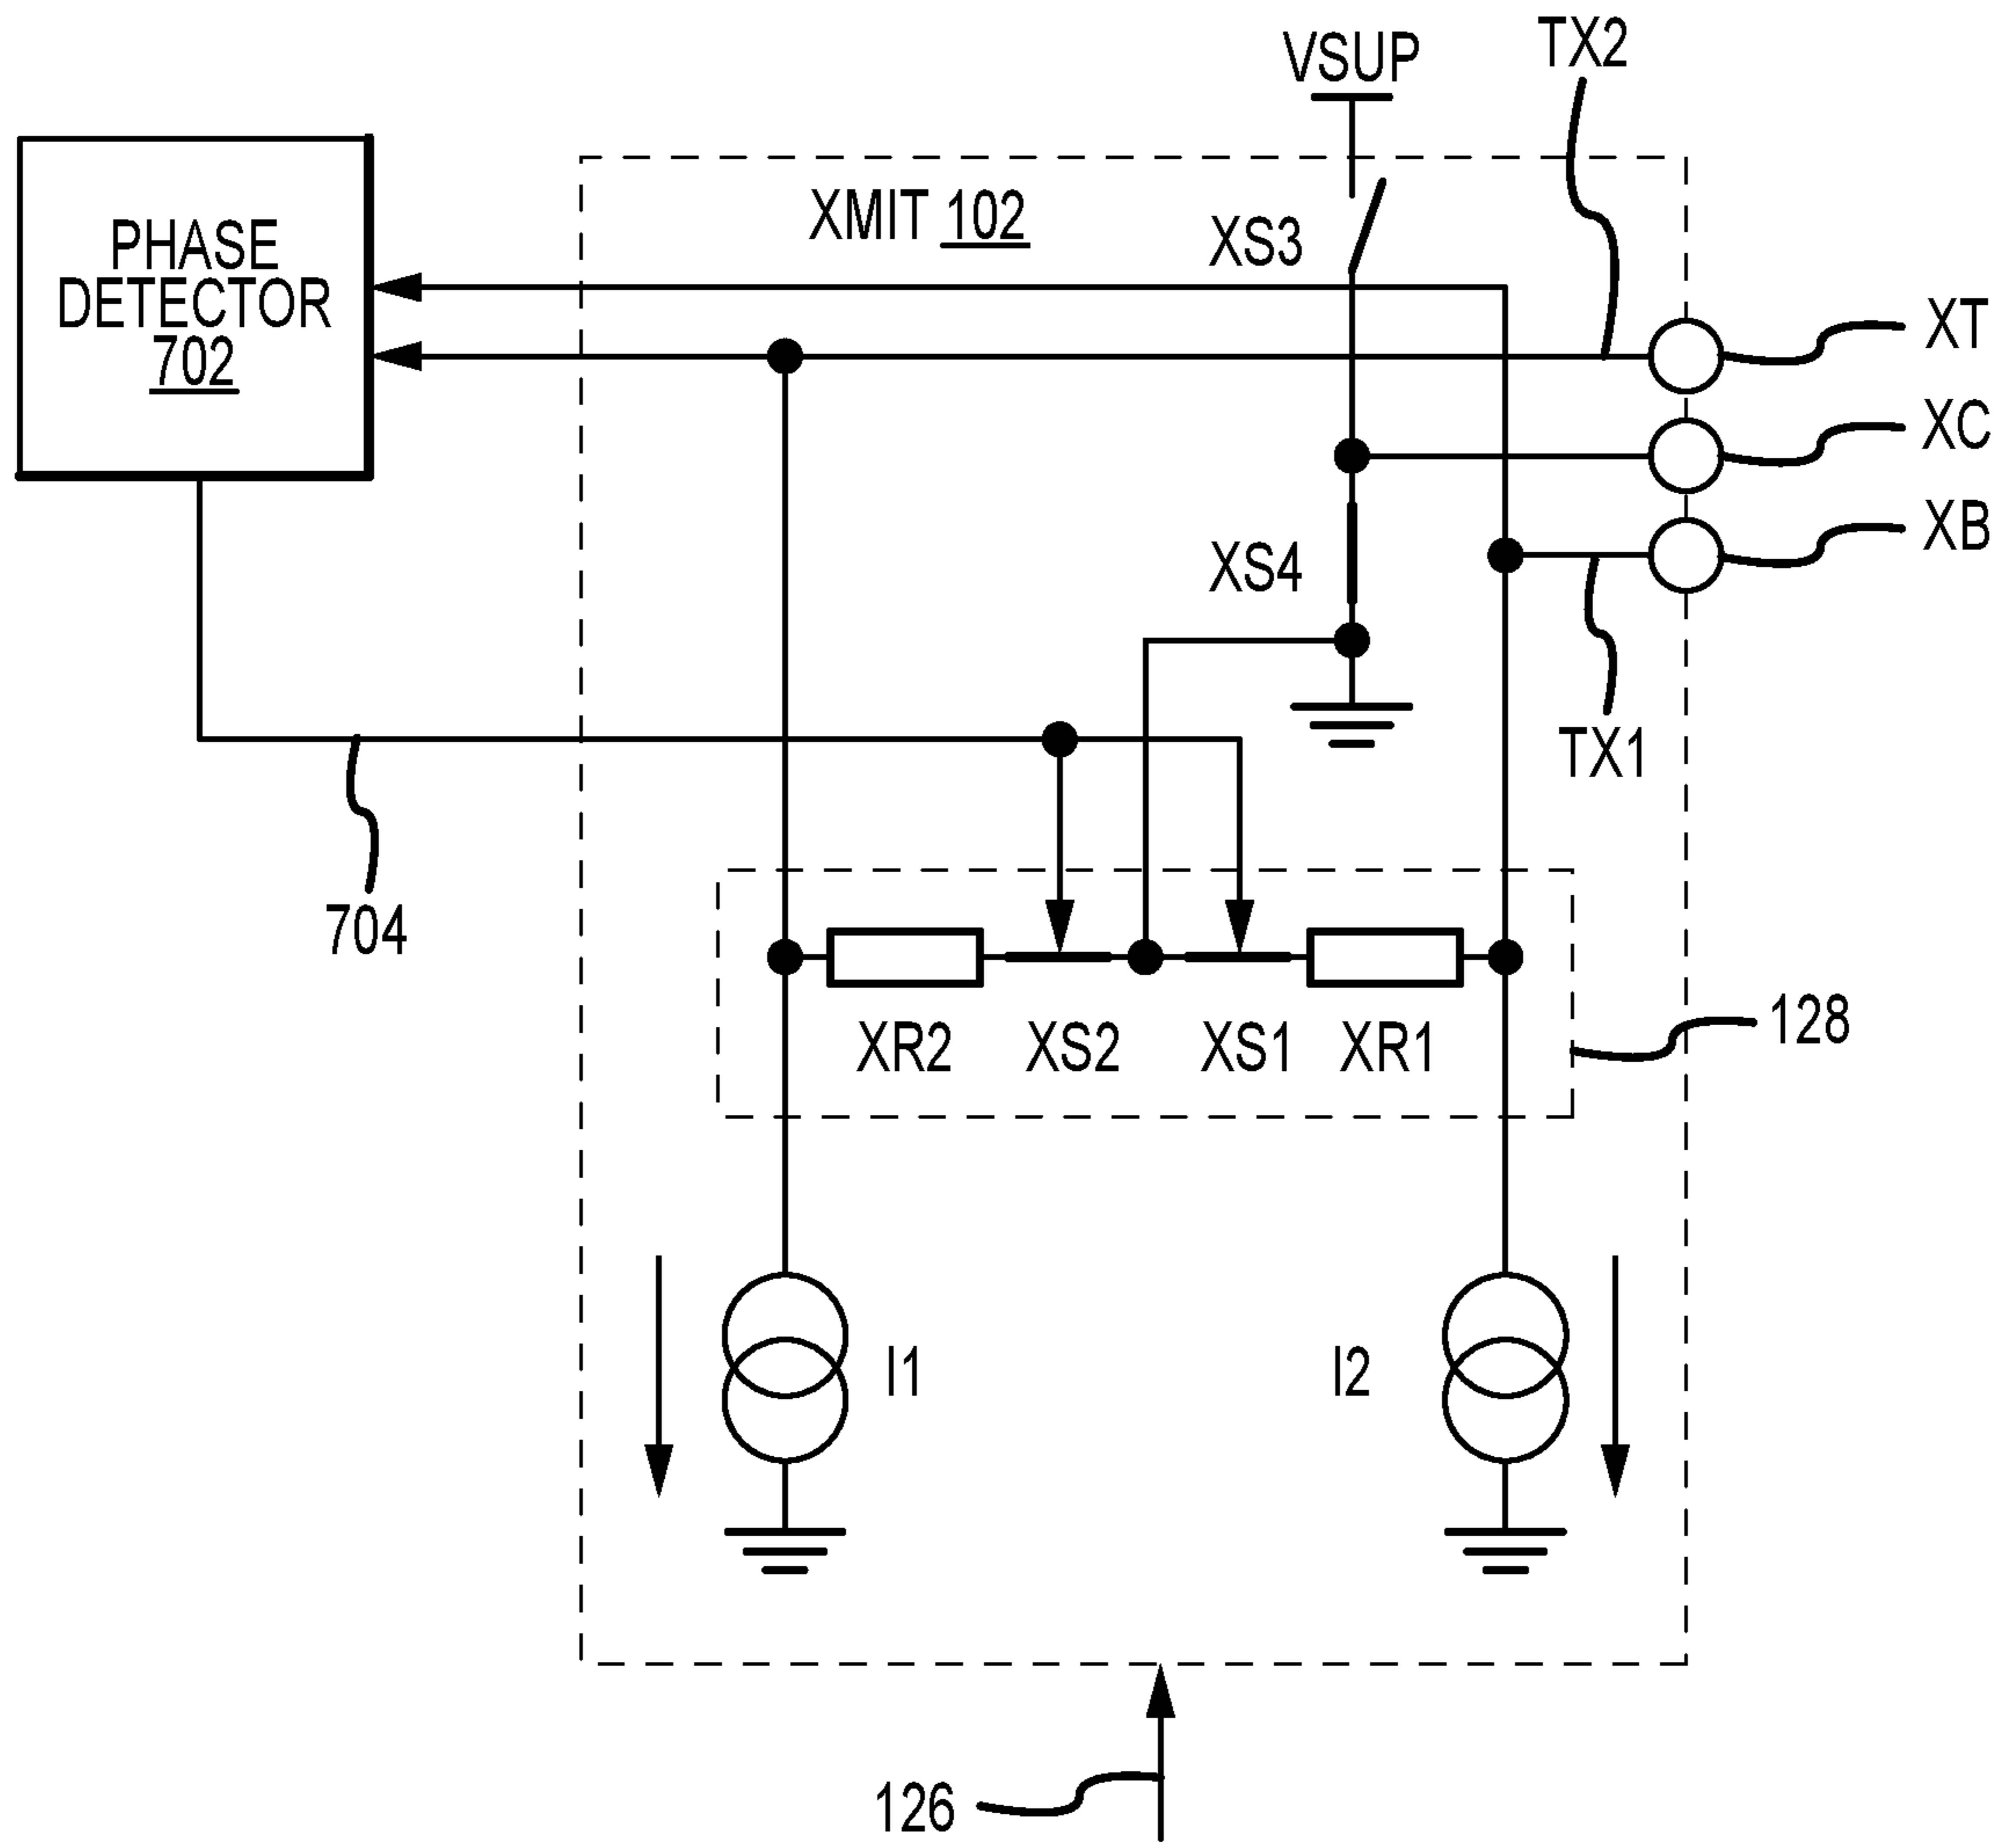 TX2
VSUP
PHASE
DETECTOR
702
XMIT 102
XS3
XT
XC
XB
XS4
TX1
704
XR2
XS2
XS1
XR1
128
I1
I2
126